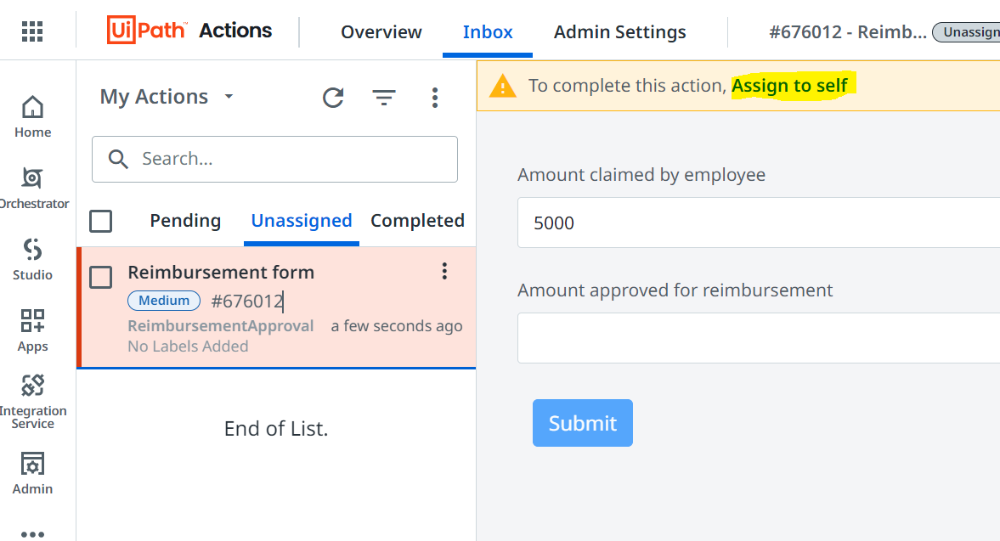 UiPath™ Actions
Overview
Inbox
Admin Settings
#676012 - Reimb...
Unassign
Home
Orchestrator
Studio
Apps
Integration
Service
Admin
My Actions
Search...
Pending
Unassigned
Completed
Reimbursement form
Medium #676012
ReimbursementApproval a few seconds ago
No Labels Added
End of List.
To complete this action, Assign to self
Amount claimed by employee
5000
Amount approved for reimbursement
Submit